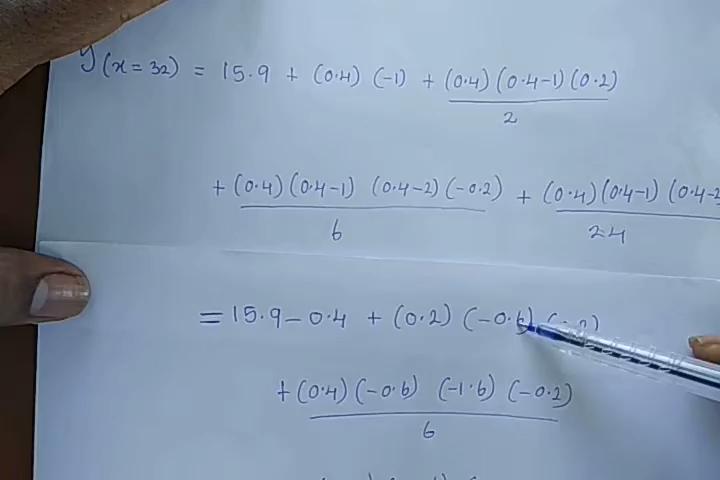 y(x = 32) = 15.9 + (0.4) (-1) + (0.4) (0.4-1) (0.2) / 2
+ (0.4) (0.4-1) (0.4-2) (-0.2) / 6 + (0.4) (0.4-1) (0.4-2 / 24
= 15.9 - 0.4 + (0.2) (-0.6)
+ (0.4) (-0.6) (-1.6) (-0.2) / 6